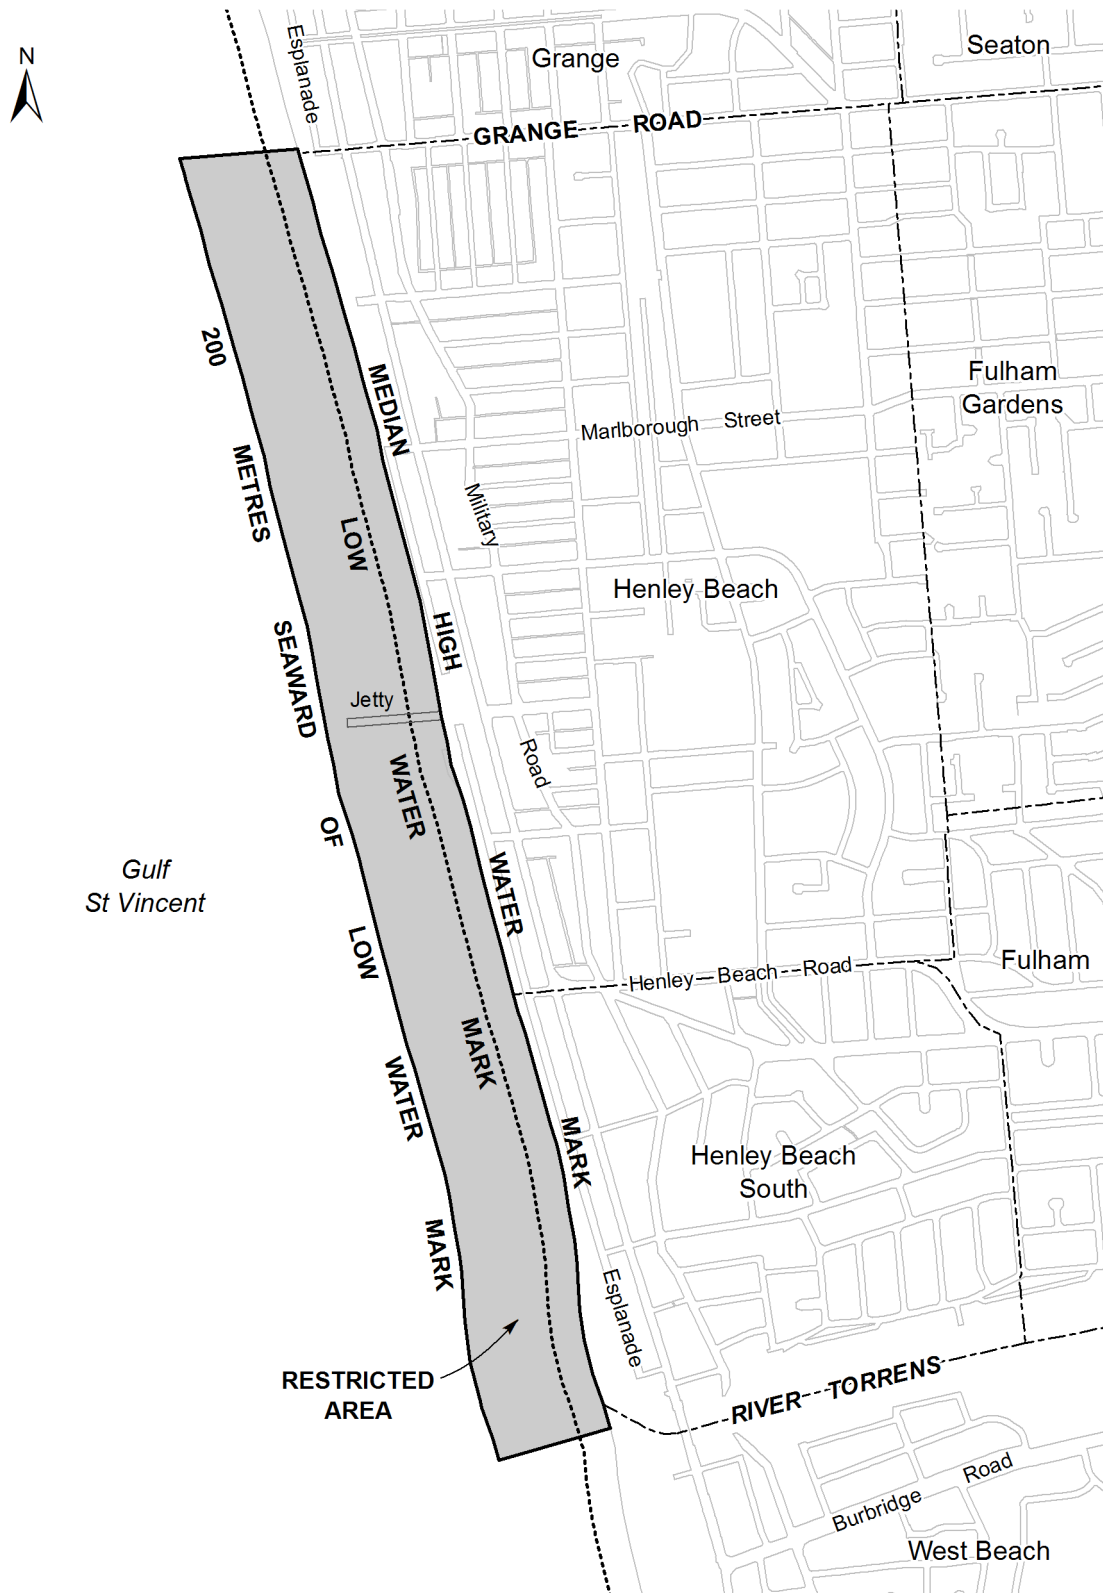 N
Esplanade
Grange
Seaton
GRANGE ROAD
200 METRES SEAWARD OF LOW WATER MARK
MEDIAN HIGH WATER MARK
LOW WATER MARK
Fulham
Gardens
Marlborough Street
Military Road
Henley Beach
Jetty
Gulf
St Vincent
Henley Beach Road
Fulham
Henley Beach
South
Esplanade
RESTRICTED
AREA
RIVER TORRENS
Burbridge Road
West Beach